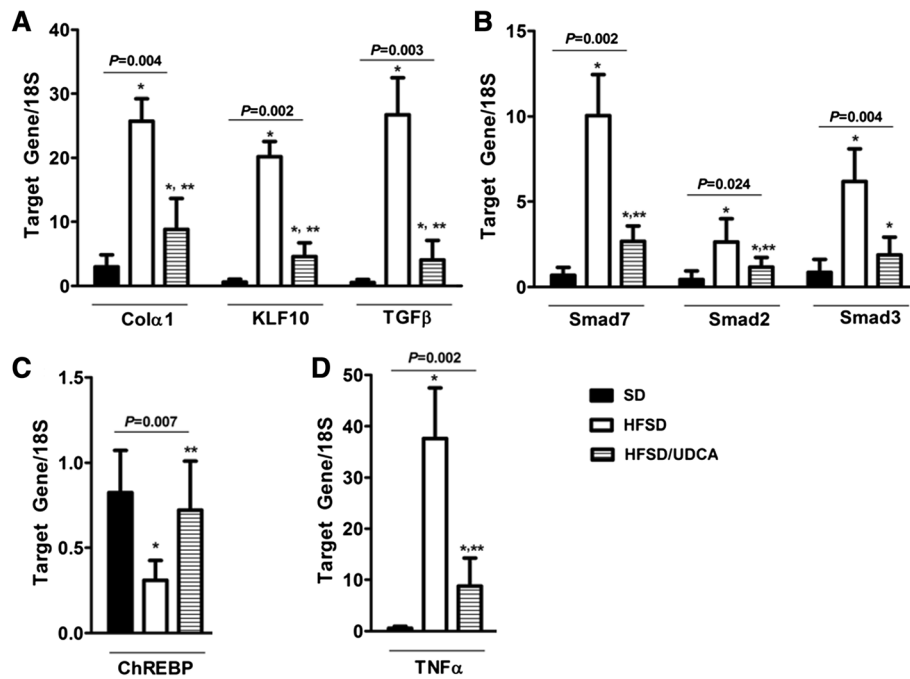 A
Target Gene/18S
40
30
20
10
0
P=0.004
*
*, **
P=0.002
*
*, **
P=0.003
*
*, **
Colα1
KLF10
TGFβ
B
Target Gene/18S
15
10
5
0
P=0.002
*
*,**
P=0.024
*
*,**
P=0.004
*
*
Smad7
Smad2
Smad3
C
Target Gene/18S
1.5
1.0
0.5
0.0
P=0.007
*
**
ChREBP
D
Target Gene/18S
50
40
30
20
10
0
P=0.002
*
*,**
TNFα
SD
HFSD
HFSD/UDCA